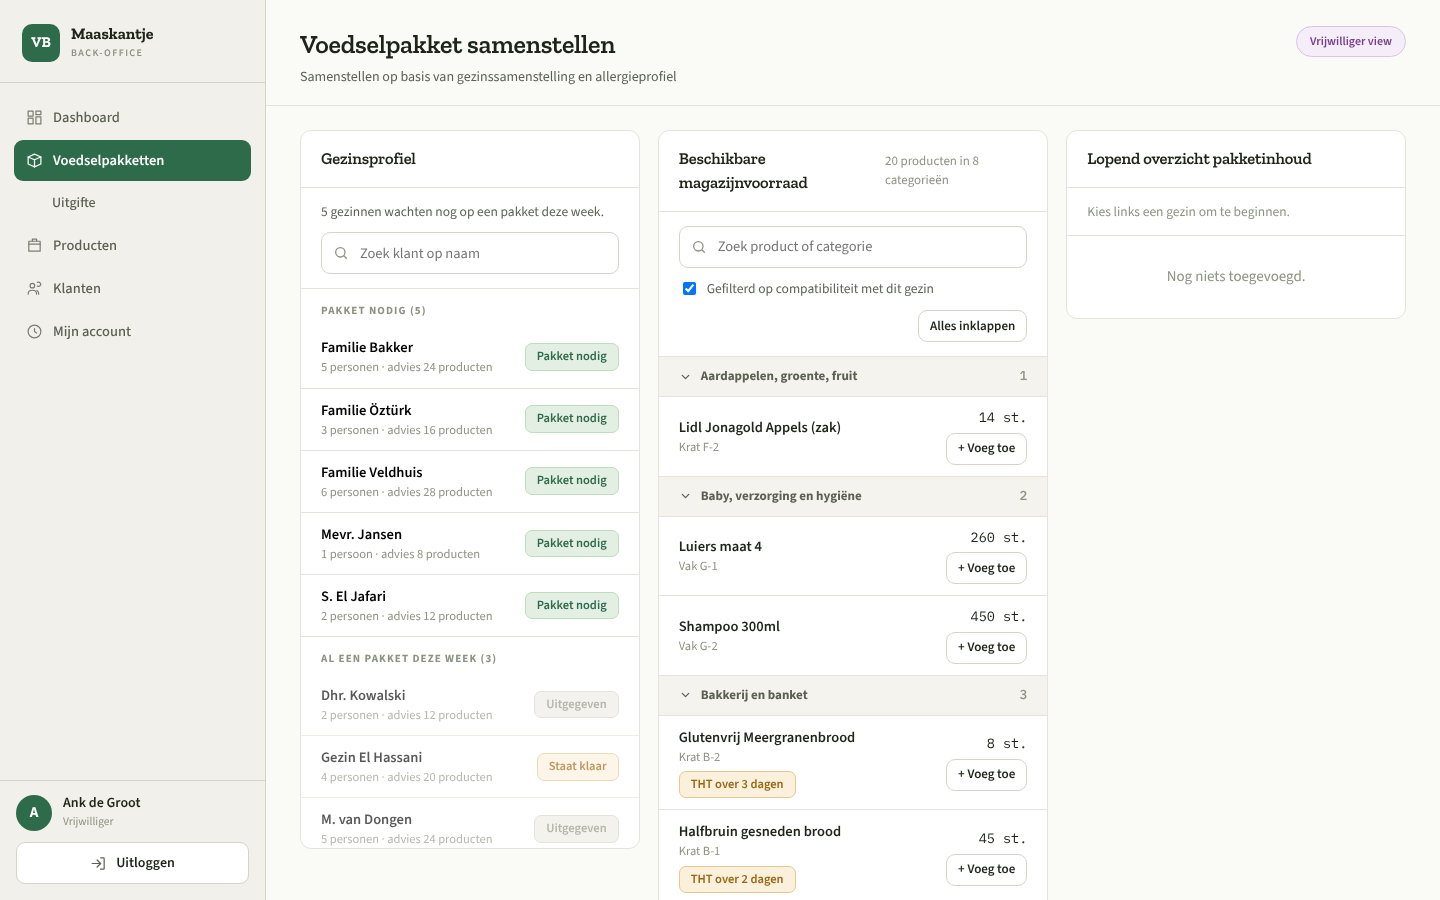 VB
Maaskantje
BACK-OFFICE
Dashboard
Voedselpakketten
Uitgifte
Producten
Klanten
Mijn account
A
Ank de Groot
Vrijwilliger
Uitloggen
Voedselpakket samenstellen
Samenstellen op basis van gezinssamenstelling en allergieprofiel
Vrijwilliger view
Gezinsprofiel
5 gezinnen wachten nog op een pakket deze week.
Zoek klant op naam
PAKKET NODIG (5)
Familie Bakker
5 personen · advies 24 producten
Pakket nodig
Familie Öztürk
3 personen · advies 16 producten
Pakket nodig
Familie Veldhuis
6 personen · advies 28 producten
Pakket nodig
Mevr. Jansen
1 persoon · advies 8 producten
Pakket nodig
S. El Jafari
2 personen · advies 12 producten
Pakket nodig
AL EEN PAKKET DEZE WEEK (3)
Dhr. Kowalski
2 personen · advies 12 producten
Uitgegeven
Gezin El Hassani
4 personen · advies 20 producten
Staat klaar
M. van Dongen
5 personen · advies 24 producten
Uitgegeven
Beschikbare
magazijnvoorraad
20 producten in 8
categorieën
Zoek product of categorie
Gefilterd op compatibiliteit met dit gezin
Alles inklappen
Aardappelen, groente, fruit 1
Lidl Jonagold Appels (zak)
Krat F-2
14 st.
+ Voeg toe
Baby, verzorging en hygiëne 2
Luiers maat 4
Vak G-1
260 st.
+ Voeg toe
Shampoo 300ml
Vak G-2
450 st.
+ Voeg toe
Bakkerij en banket 3
Glutenvrij Meergranenbrood
Krat B-2
THT over 3 dagen
8 st.
+ Voeg toe
Halfbruin gesneden brood
Krat B-1
THT over 2 dagen
45 st.
+ Voeg toe
Lopend overzicht pakketinhoud
Kies links een gezin om te beginnen.
Nog niets toegevoegd.